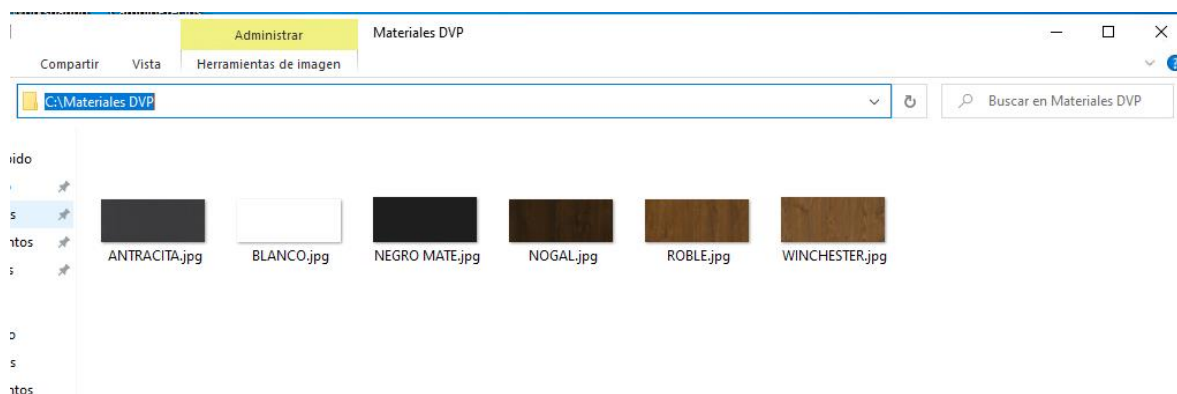 Administrar
Materiales DVP
Compartir
Vista
Herramientas de imagen
C:\Materiales DVP
Buscar en Materiales DVP
ANTRACITA.jpg
BLANCO.jpg
NEGRO MATE.jpg
NOGAL.jpg
ROBLE.jpg
WINCHESTER.jpg